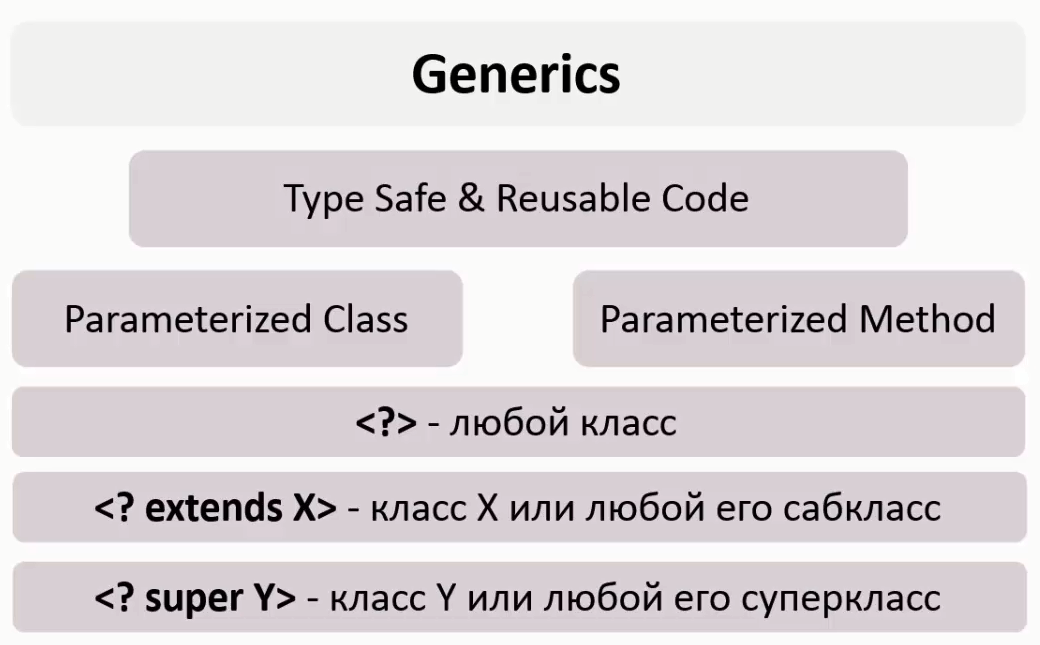 Generics
Type Safe & Reusable Code
Parameterized Class
Parameterized Method
<?> - любой класс
<? extends X> - класс X или любой его сабкласс
<? super Y> - класс Y или любой его суперкласс